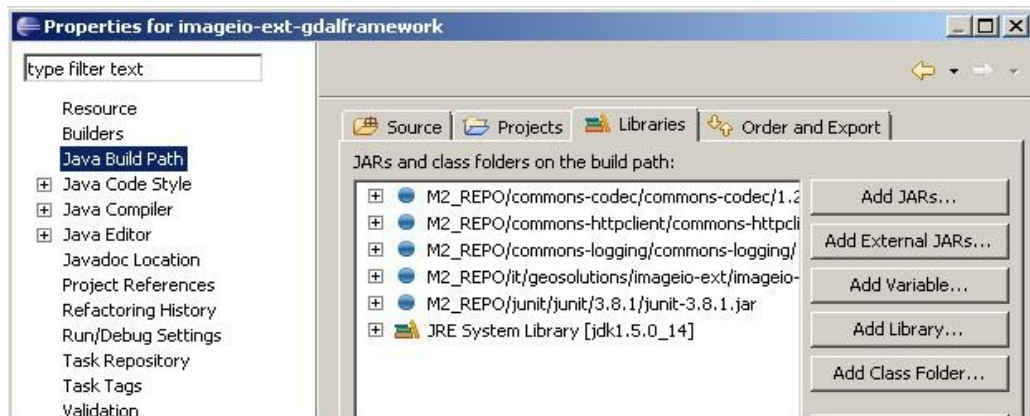 Properties for imageio-ext-gdalframework
type filter text
Resource
Builders
Java Build Path
Java Code Style
Java Compiler
Java Editor
Javadoc Location
Project References
Refactoring History
Run/Debug Settings
Task Repository
Task Tags
Validation
Source Projects Libraries Order and Export
JARs and class folders on the build path:
M2_REPO/commons-codec/commons-codec/1.2
M2_REPO/commons-httpclient/commons-httpcli
M2_REPO/commons-logging/commons-logging/
M2_REPO/it/geosolutions/imageio-ext/imageio-
M2_REPO/junit/junit/3.8.1/junit-3.8.1.jar
JRE System Library [jdk1.5.0_14]
Add JARs...
Add External JARs...
Add Variable...
Add Library...
Add Class Folder...